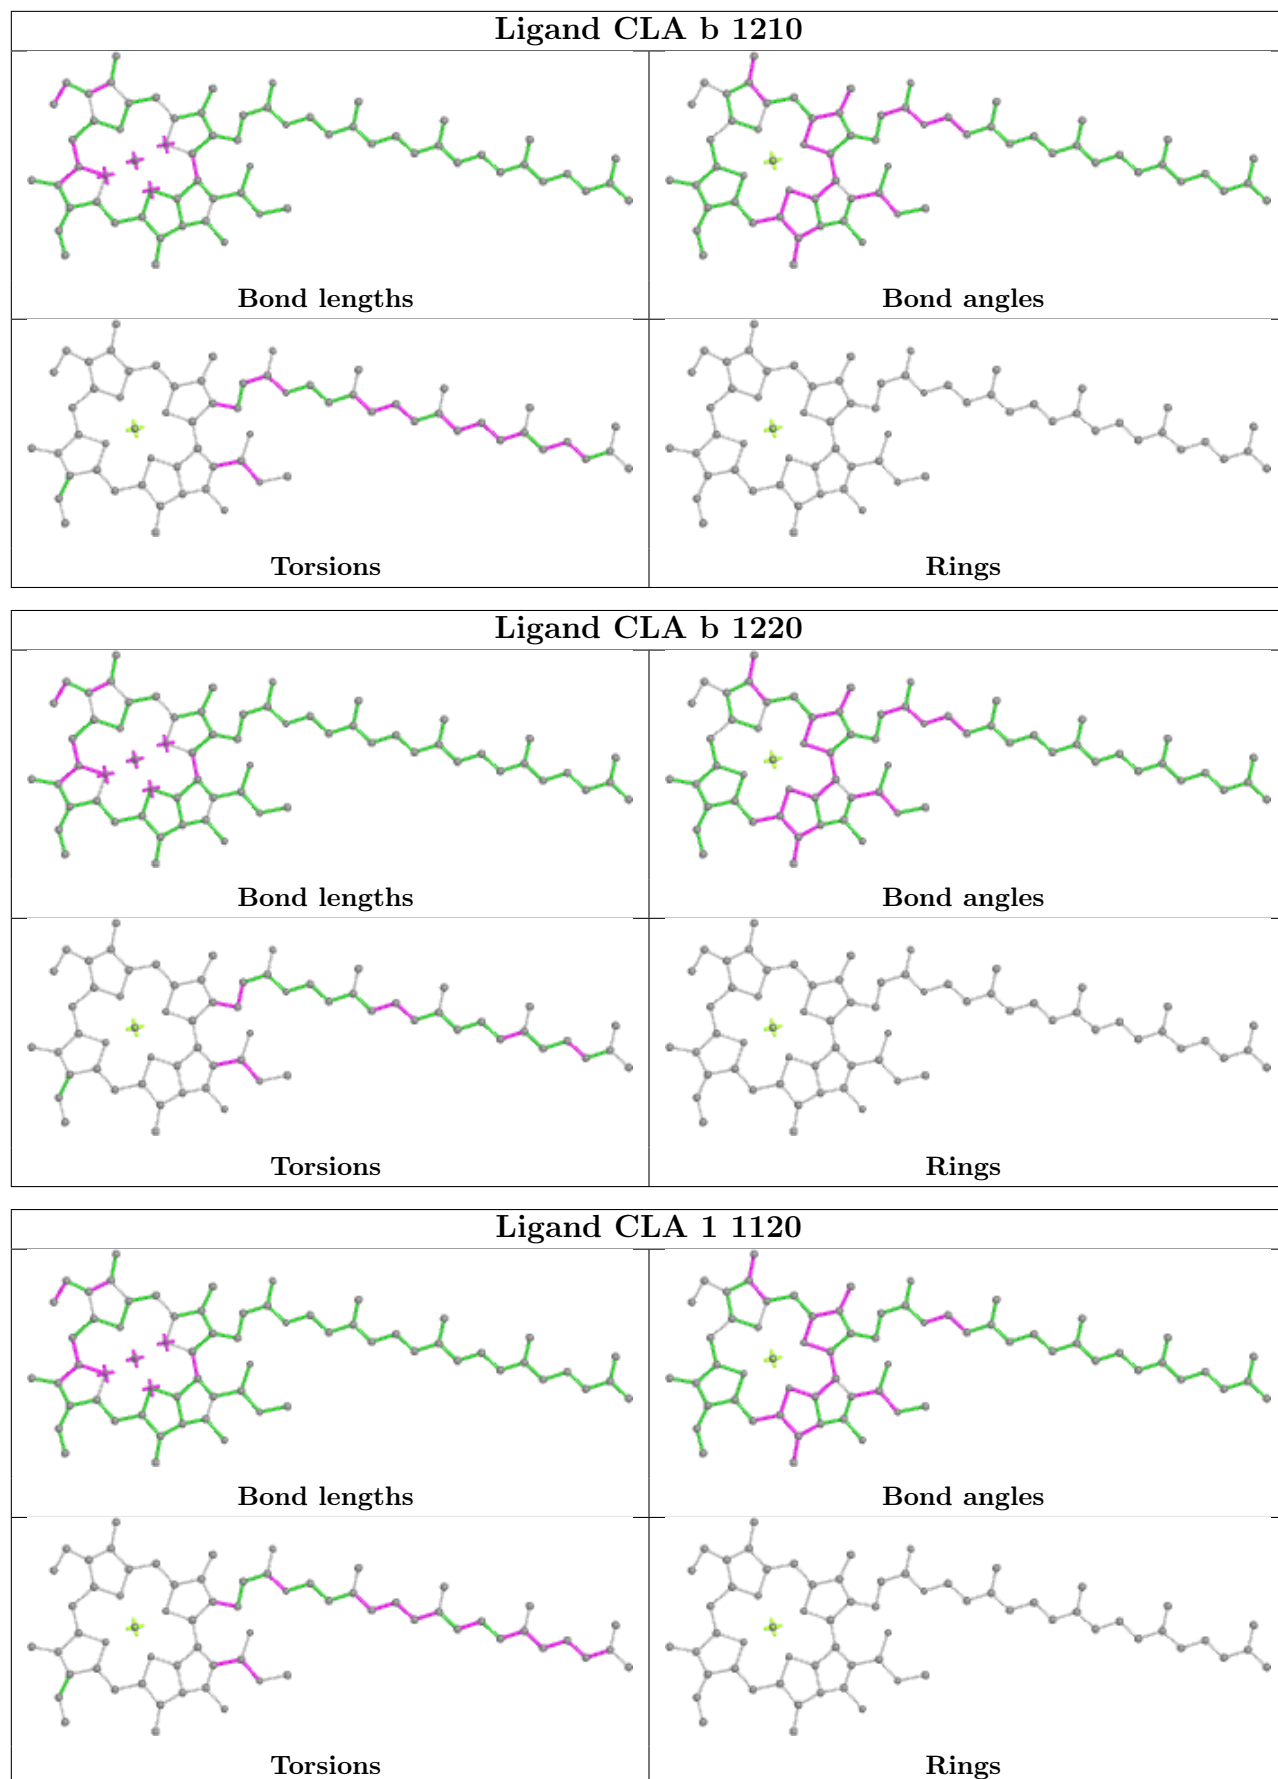 Ligand CLA b 1210
Bond lengths
Bond angles
Torsions
Rings
Ligand CLA b 1220
Bond lengths
Bond angles
Torsions
Rings
Ligand CLA 1 1120
Bond lengths
Bond angles
Torsions
Rings